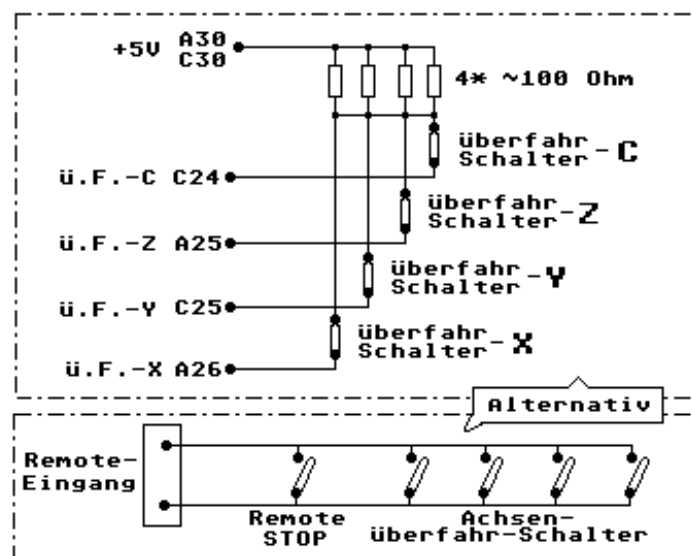 +5V A30
C30
4* ~100 Ohm
überfahr
Schalter-C
ü.F.-C C24
überfahr
Schalter-Z
ü.F.-Z A25
überfahr
Schalter-Y
ü.F.-Y C25
überfahr
Schalter-X
ü.F.-X A26
Alternativ
Remote-
Eingang
Remote
STOP
Achsen-
überfahr-Schalter